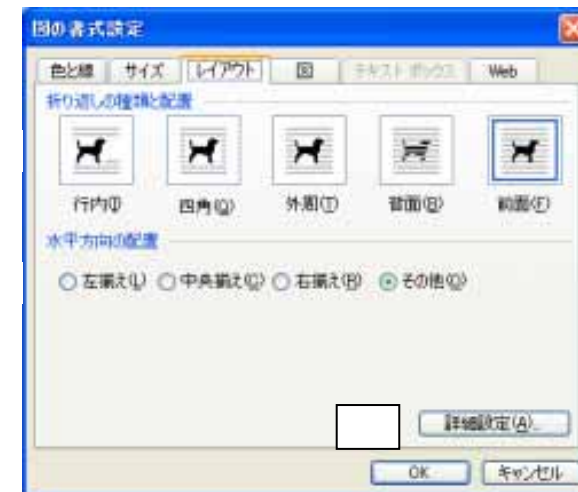 図の書式設定
色と線 サイズ レイアウト 図 テキスト ボックス Web
折り返しの種類と配置
行内(I) 四角(Q) 外周(T) 背面(B) 前面(F)
水平方向の配置
左揃え(L) 中央揃え(C) 右揃え(R) その他(O)
詳細設定(A)...
OK キャンセル